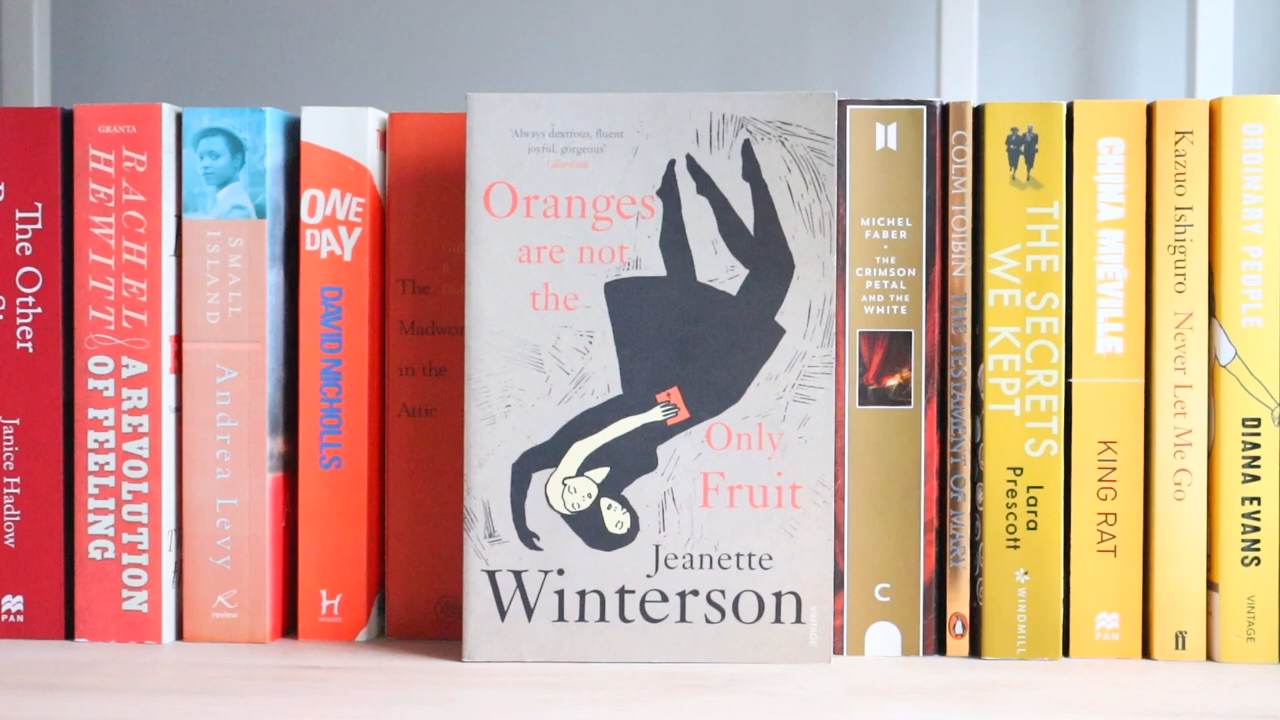 The Other
Janice Hadlow
PAN
GRANTA
RACHEL
HEWITT
A REVOLUTION
OF FEELING
SMALL
ISLAND
Andrea Levy
review
ONE
DAY
DAVID NICHOLLS
The
in the
Attic
'Always dextrous, fluent
joyful, gorgeous'
Guardian
Oranges
are not
the
Only
Fruit
Jeanette
Winterson
VINTAGE
MICHEL
FABER
•
THE
CRIMSON
PETAL
AND THE
WHITE
C
COLM TÓIBÍN THE TESTAMENT OF MARY
THE SECRETS
WE KEPT
Lara
Prescott
WINDMILL
CHINA MIÉVILLE
KING RAT
PAN
Kazuo Ishiguro Never Let Me Go
ff
ORDINARY PEOPLE
DIANA EVANS
VINTAGE